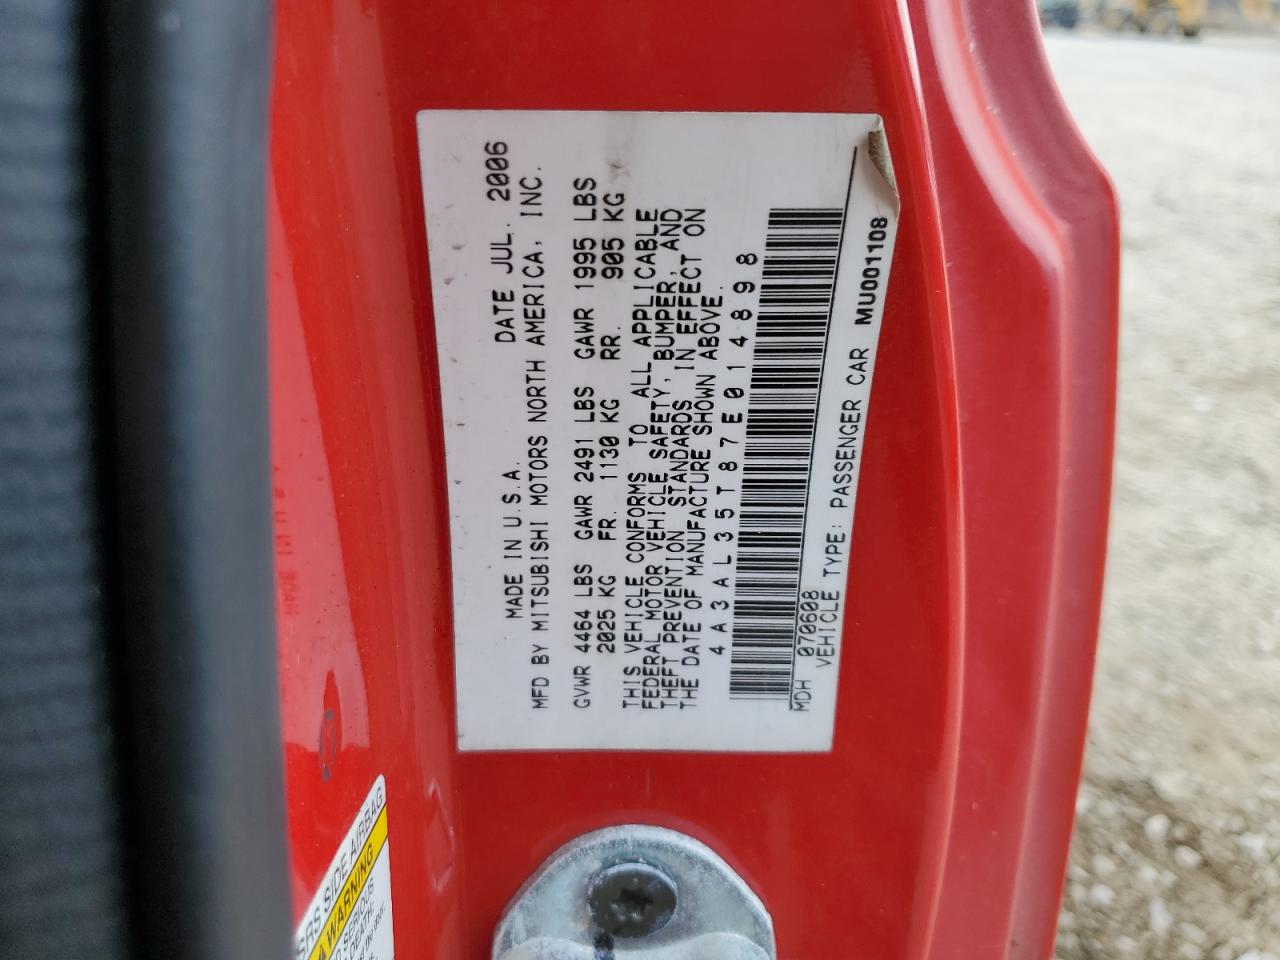 MADE IN U.S.A. DATE JUL. 2006
MFD BY MITSUBISHI MOTORS NORTH AMERICA, INC.
GVWR 4464 LBS GAWR 2491 LBS GAWR 1995 LBS
2025 KG FR. 1130 KG RR. 905 KG
THIS VEHICLE CONFORMS TO ALL APPLICABLE
FEDERAL MOTOR VEHICLE SAFETY, BUMPER, AND
THEFT PREVENTION STANDARDS IN EFFECT ON
THE DATE OF MANUFACTURE SHOWN ABOVE.
4A3AL35T87E014898
MDH 070608
VEHICLE TYPE: PASSENGER CAR MU001108
SRS SIDE AIRBAG
WARNING
SERIOUS
DEATH.